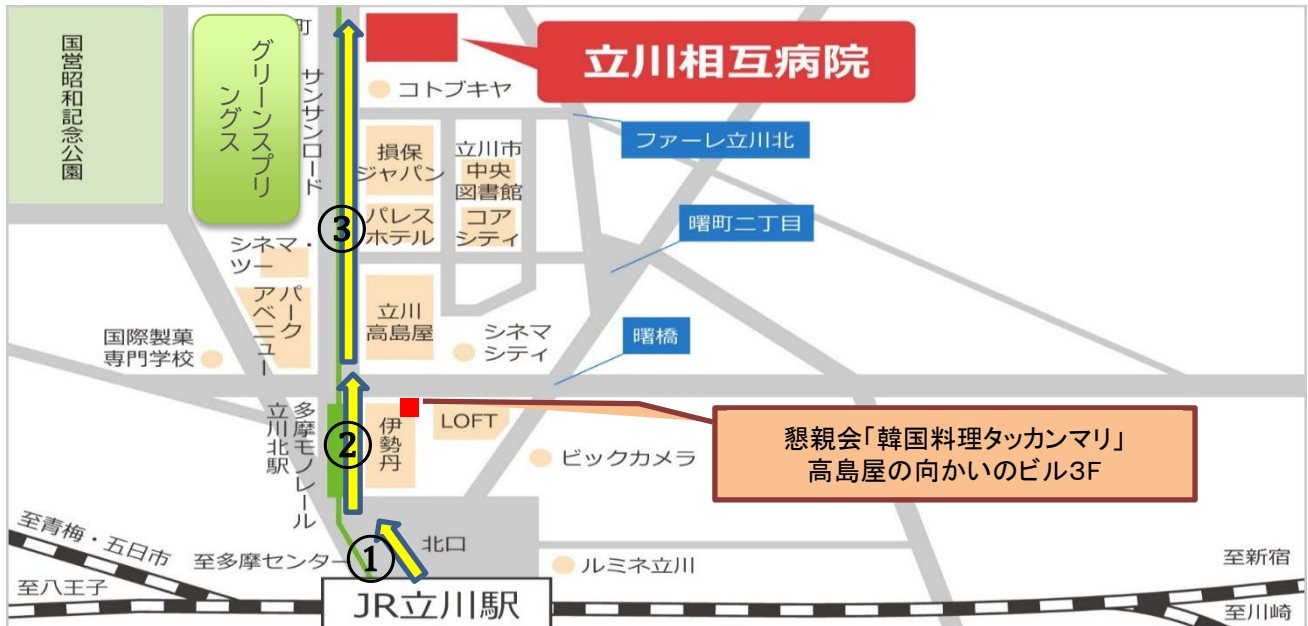 国営昭和記念公園
グリーンスプリ
ングス
町
サンサンロード
立川相互病院
コトブキヤ
ファーレ立川北
損保
ジャパン
立川市
中央
図書館
パレス
ホテル
コア
シティ
曙町二丁目
③
シネマ・
ツー
パーク
アベニュー
立川
高島屋
シネマ
シティ
曙橋
国際製菓
専門学校
多摩モノレール
立川北駅
②
伊勢丹
LOFT
ビックカメラ
懇親会「韓国料理タッカンマリ」
高島屋の向かいのビル3F
至青梅・五日市
至多摩センター
①
北口
ルミネ立川
至新宿
至八王子
JR立川駅
至川崎